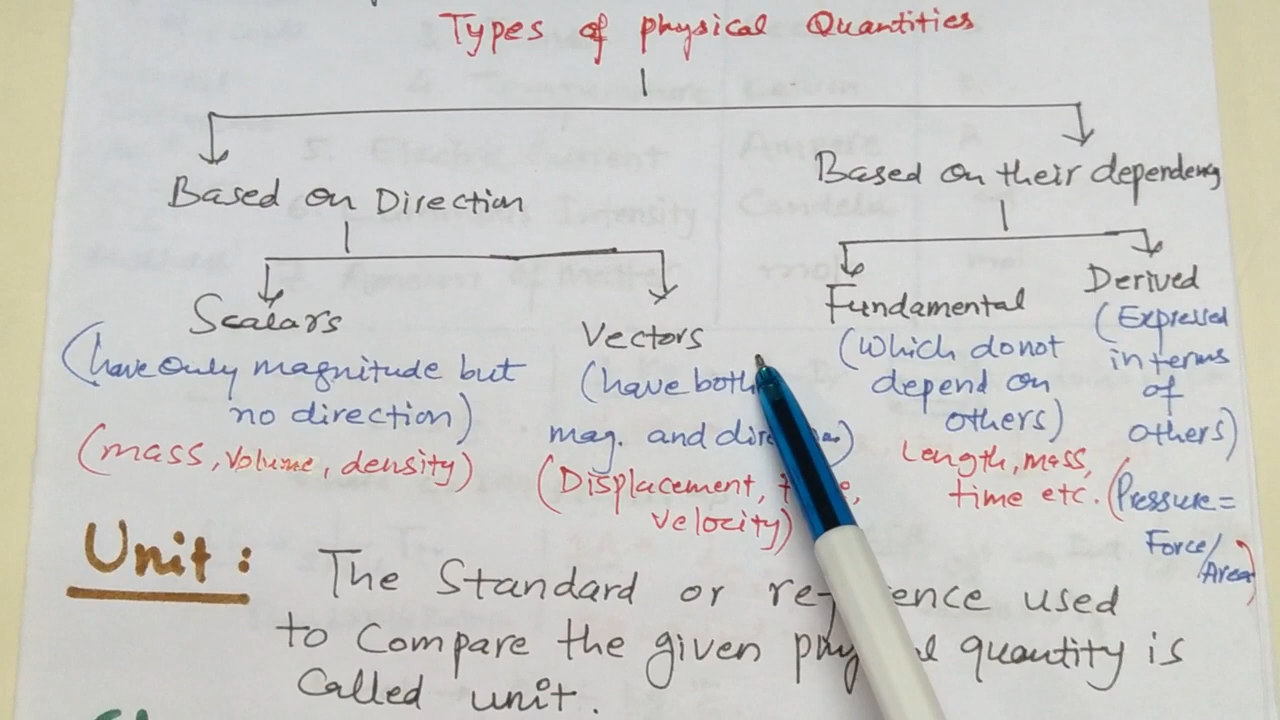 Types of physical Quantities
Based on Direction
Based on their dependency
Scalars
(have only magnitude but
no direction)
(mass, volume, density)
Vectors
(have both
mag. and
(Displacement,
velocity)
Fundamental
(Which donot
depend on
others)
Length, mass,
time etc.
Derived
(Expressed
in terms
of
others)
(Pressure =
Force/
Area)
Unit:
The Standard or used
to compare the given quantity is
called unit.